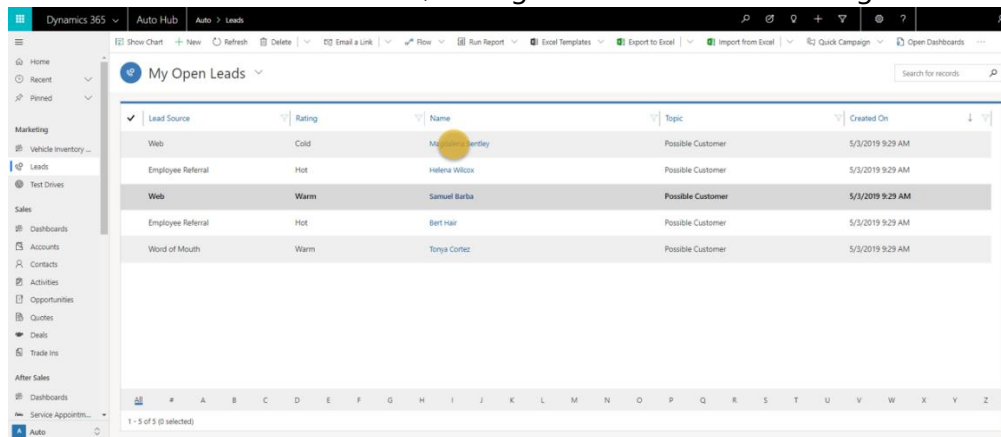 Dynamics 365 Auto Hub Auto > Leads ?
Show Chart + New Refresh Delete Email a Link Flow Run Report Excel Templates Export to Excel Import from Excel Quick Campaign Open Dashboards ...
Home
Recent
Pinned
Marketing
Vehicle Inventory ...
Leads
Test Drives
Sales
Dashboards
Accounts
Contacts
Activities
Opportunities
Quotes
Deals
Trade Ins
After Sales
Dashboards
Service Appointm...
A Auto
My Open Leads
Search for records
Lead Source Rating Name Topic Created On
Web Cold Possible Customer 5/3/2019 9:29 AM
Employee Referral Hot Helena Wilcox Possible Customer 5/3/2019 9:29 AM
Web Warm Samuel Barba Possible Customer 5/3/2019 9:29 AM
Employee Referral Hot Bert Hair Possible Customer 5/3/2019 9:29 AM
Word of Mouth Warm Tonya Cortez Possible Customer 5/3/2019 9:29 AM
All # A B C D E F G H I J K L M N O P Q R S T U V W X Y Z
1 - 5 of 5 (0 selected)